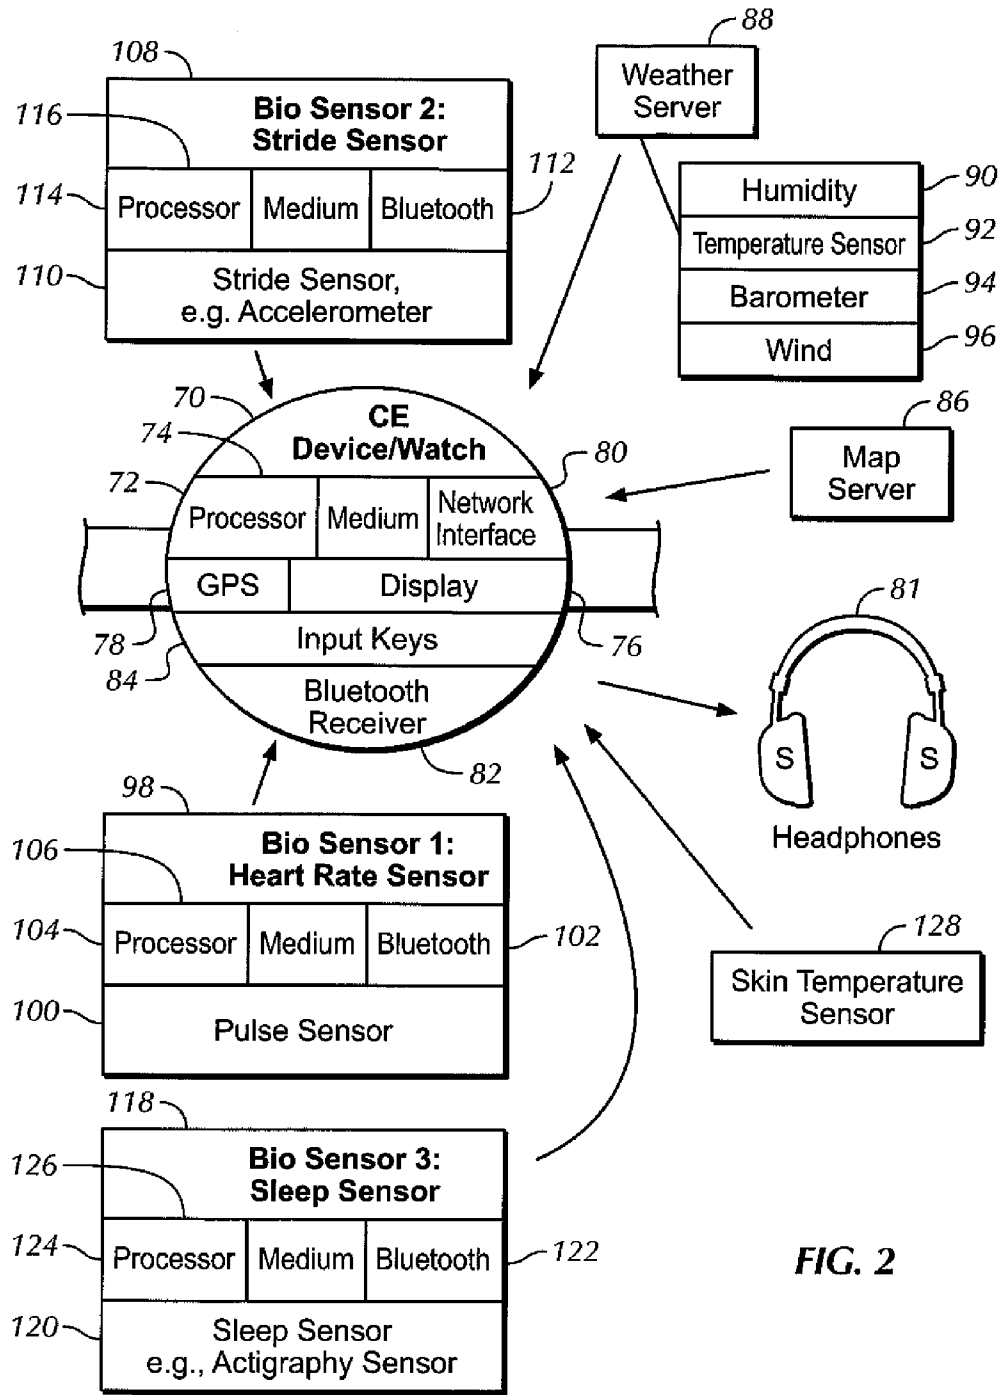 108
Bio Sensor 2:
Stride Sensor
116
114
Processor
Medium
Bluetooth
112
110
Stride Sensor,
e.g. Accelerometer
88
Weather
Server
Humidity
90
Temperature Sensor
92
Barometer
94
Wind
96
86
Map
Server
70
CE
Device/Watch
74
72
80
Processor
Medium
Network
Interface
GPS
Display
78
76
84
Input Keys
Bluetooth
Receiver
82
81
S
S
Headphones
98
Bio Sensor 1:
Heart Rate Sensor
106
104
Processor
Medium
Bluetooth
102
100
Pulse Sensor
128
Skin Temperature
Sensor
118
Bio Sensor 3:
Sleep Sensor
126
124
Processor
Medium
Bluetooth
122
120
Sleep Sensor
e.g., Actigraphy Sensor
FIG. 2